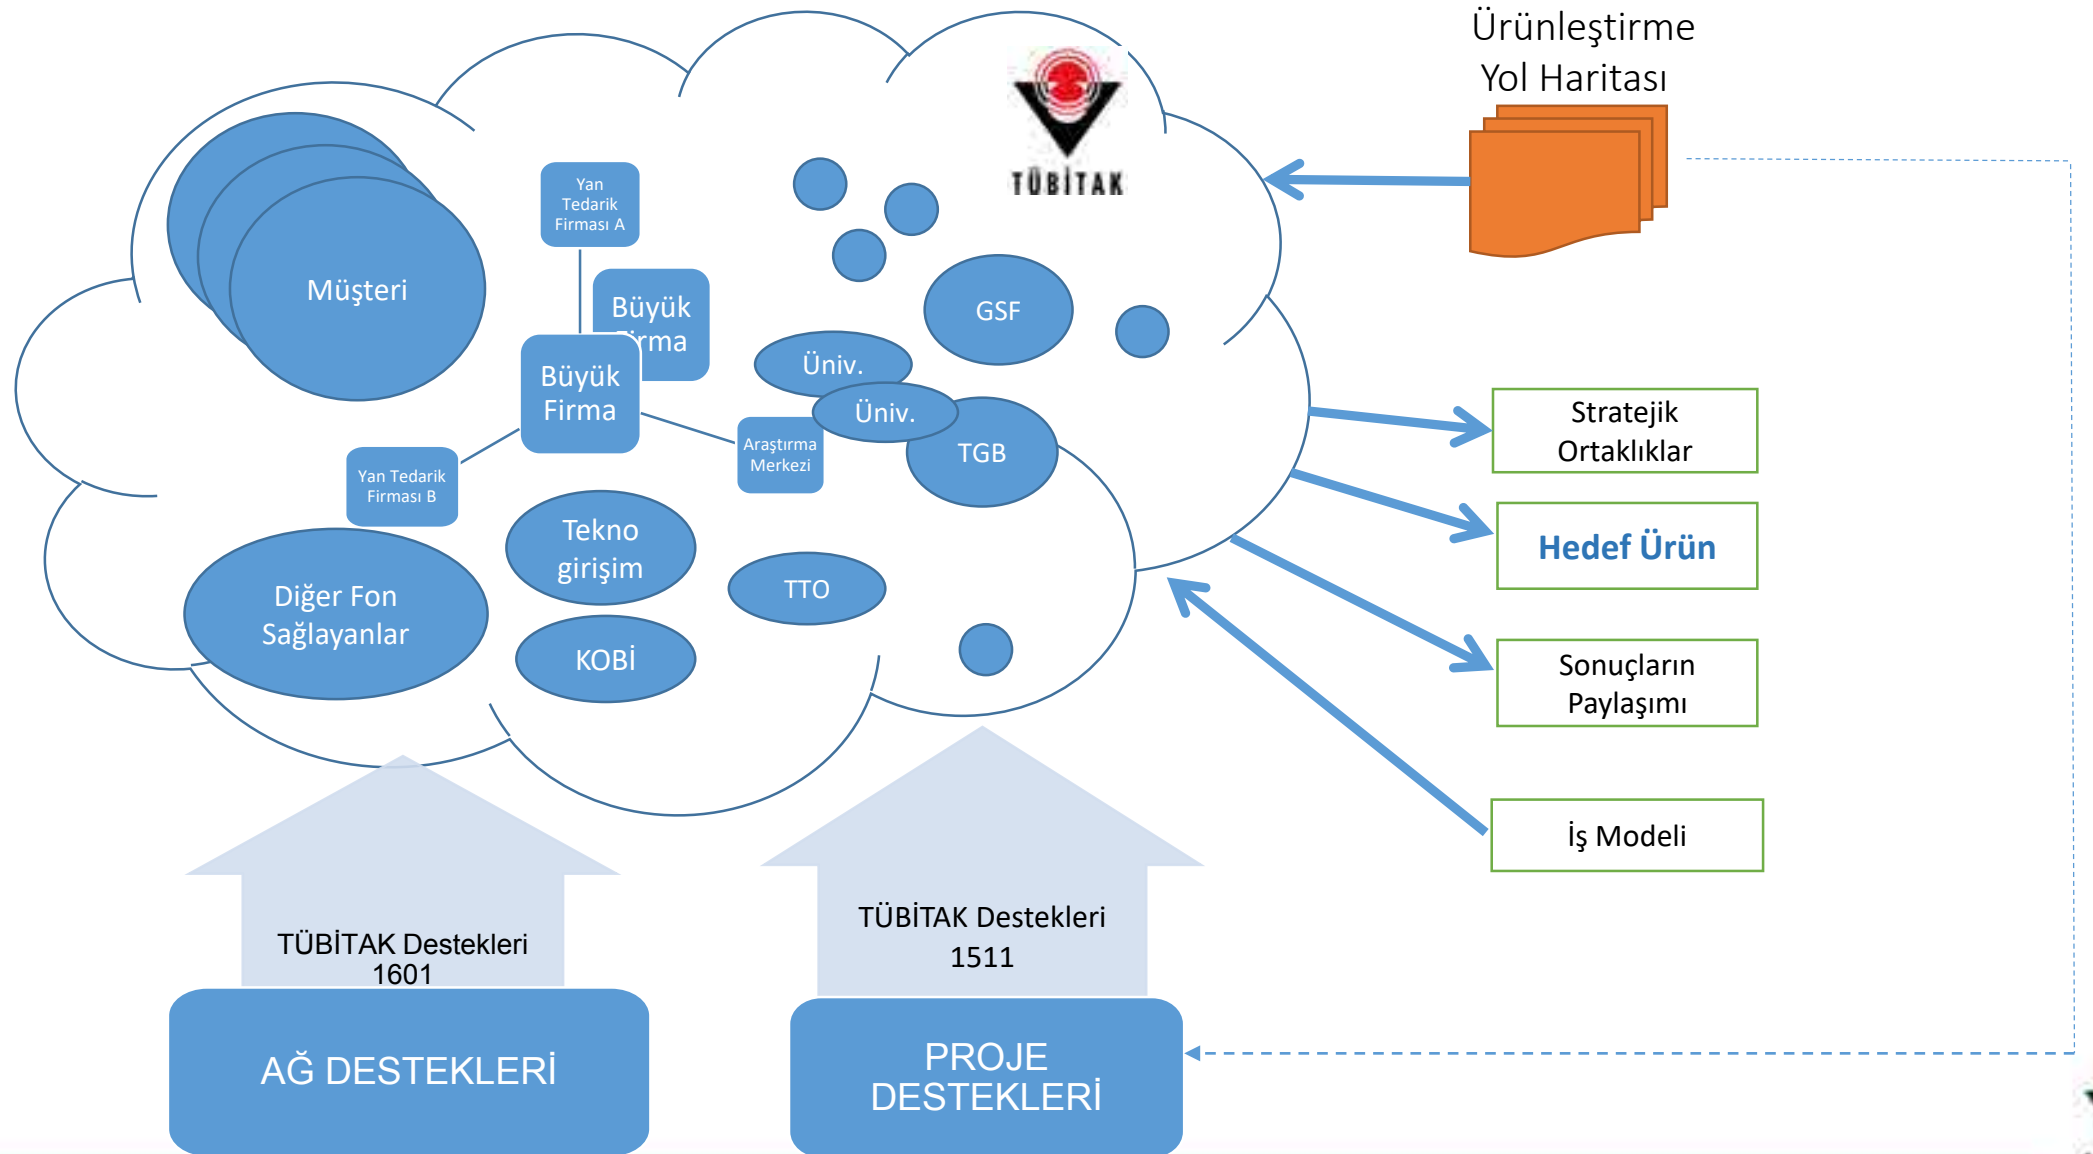 Ürünleştirme
Yol Haritası
TÜBİTAK
Yan
Tedarik
Firması A
Müşteri
Büyük
Firma
GSF
Üniv.
Büyük
Firma
Üniv.
Araştırma
Merkezi
TGB
Yan Tedarik
Firması B
Stratejik
Ortaklıklar
Tekno
girişim
Hedef Ürün
TTO
Diğer Fon
Sağlayanlar
KOBİ
Sonuçların
Paylaşımı
İş Modeli
TÜBİTAK Destekleri
1601
TÜBİTAK Destekleri
1511
AĞ DESTEKLERİ
PROJE
DESTEKLERİ